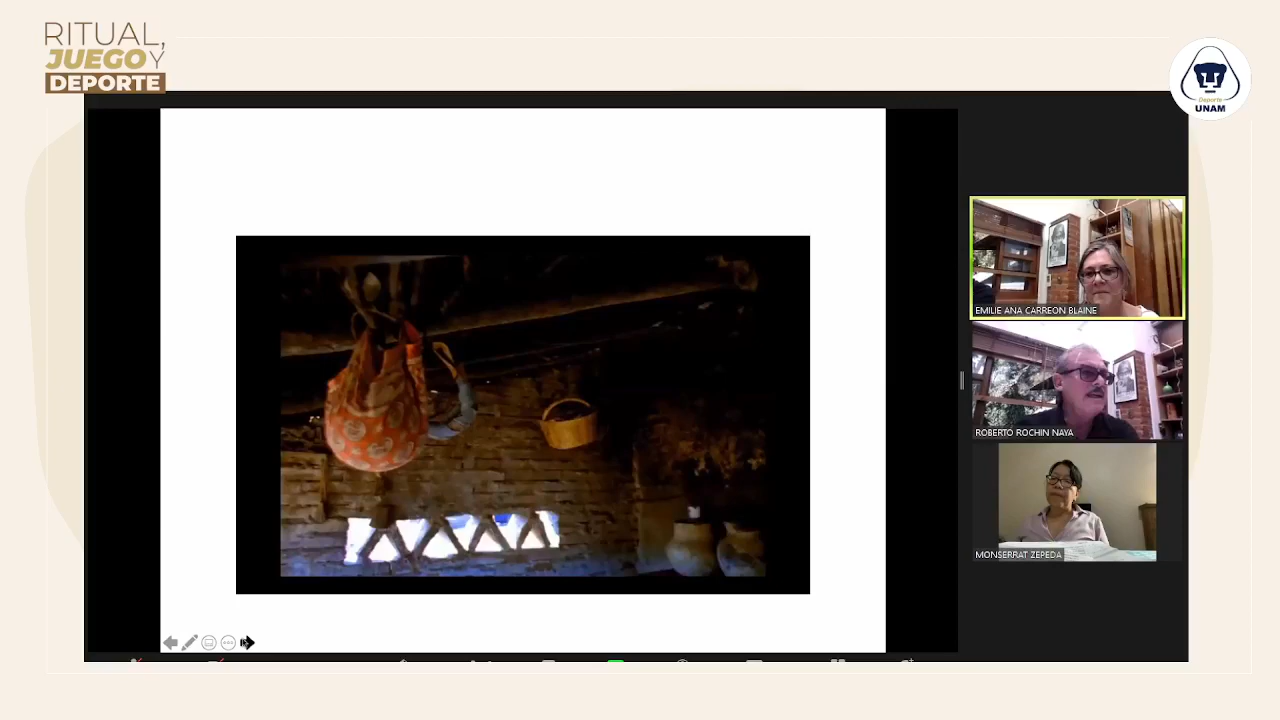 RITUAL,
JUEGO Y
DEPORTE
Deporte
UNAM
EMILIE ANA CARREON BLAINE
ROBERTO ROCHIN NAYA
MONSERRAT ZEPEDA